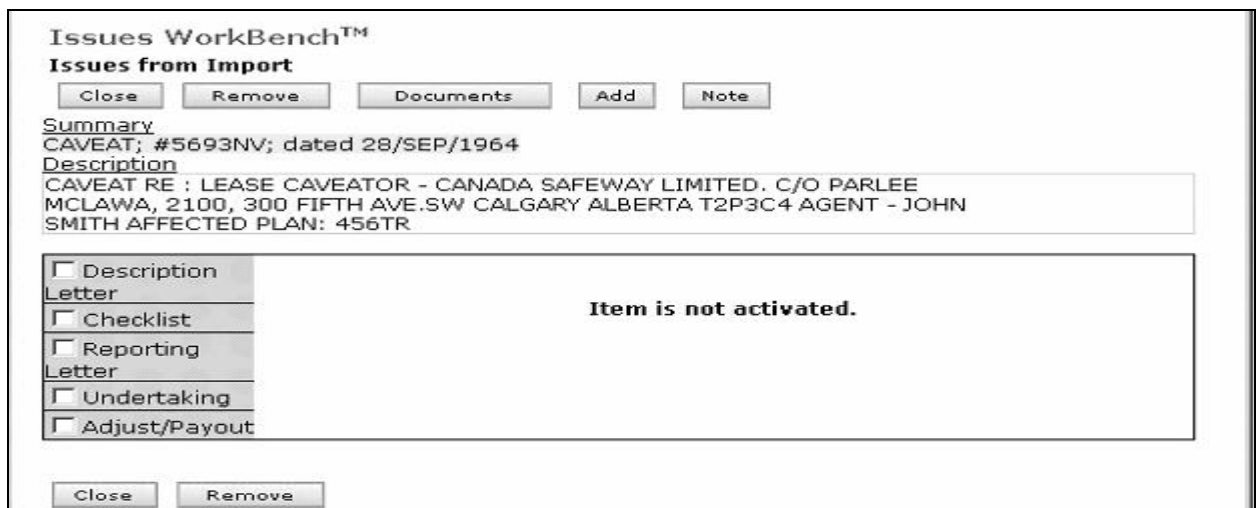 Issues WorkBench™
Issues from Import
Close Remove Documents Add Note
Summary
CAVEAT; #5693NV; dated 28/SEP/1964
Description
CAVEAT RE : LEASE CAVEATOR - CANADA SAFEWAY LIMITED. C/O PARLEE
MCLAWA, 2100, 300 FIFTH AVE.SW CALGARY ALBERTA T2P3C4 AGENT - JOHN
SMITH AFFECTED PLAN: 456TR
Description
Letter
Checklist
Reporting
Letter
Undertaking
Adjust/Payout
Item is not activated.
Close Remove